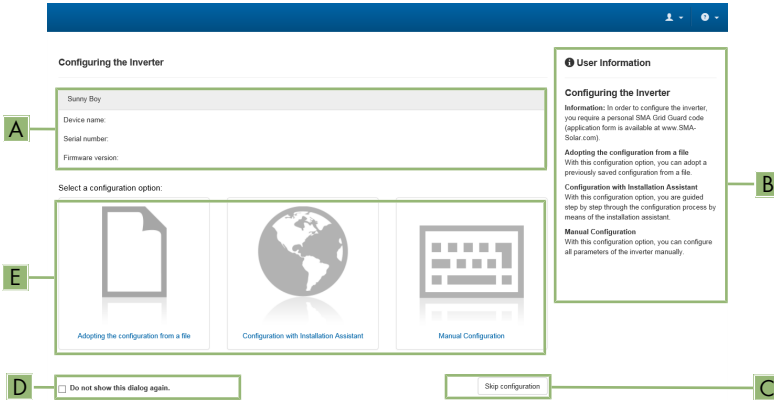 Configuring the Inverter
Sunny Boy
Device name:
Serial number:
Firmware version:
A
Select a configuration option:
Adopting the configuration from a file
Configuration with Installation Assistant
Manual Configuration
E
Do not show this dialog again.
D
Skip configuration
C
User Information
Configuring the Inverter
Information: In order to configure the inverter,
you require a personal SMA Grid Guard code
(application form is available at www.SMA-
Solar.com).
Adopting the configuration from a file
With this configuration option, you can adopt a
previously saved configuration from a file.
Configuration with Installation Assistant
With this configuration option, you are guided
step by step through the configuration process by
means of the installation assistant.
Manual Configuration
With this configuration option, you can configure
all parameters of the inverter manually.
B